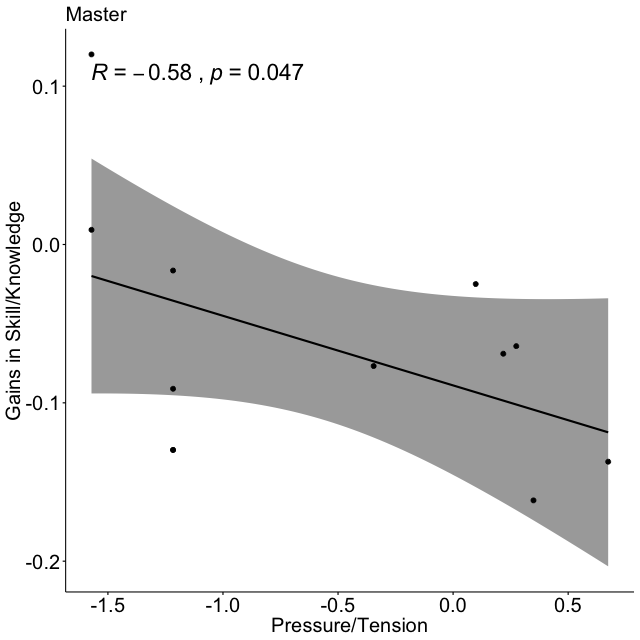 Master
R = −0.58 , p = 0.047
0.1
0.0
-0.1
-0.2
Gains in Skill/Knowledge
-1.5 -1.0 -0.5 0.0 0.5
Pressure/Tension